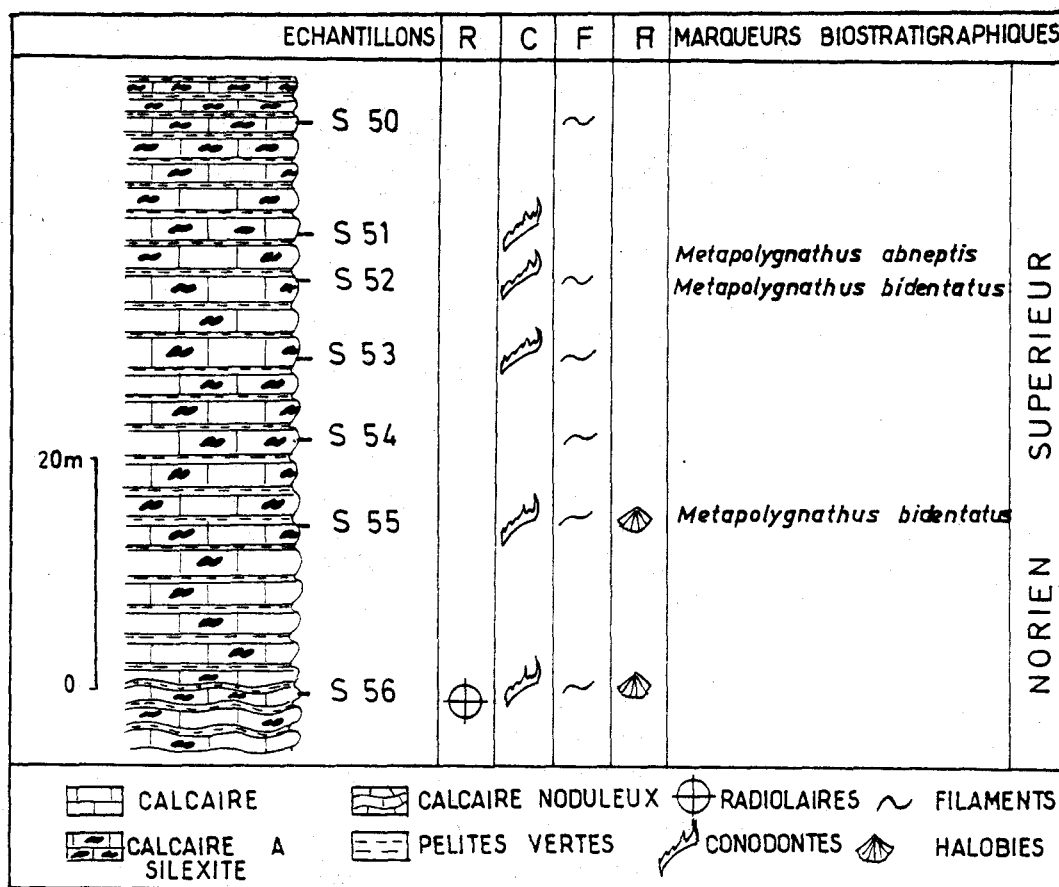 ECHANTILLONS R C F H MARQUEURS BIOSTRATIGRAPHIQUES
S 50
S 51
Metapolygnathus abneptis
S 52
Metapolygnathus bidentatus
S 53
S 54
20m
S 55
Metapolygnathus bidentatus
0
S 56
NORIEN SUPERIEUR
CALCAIRE
CALCAIRE NODULEUX
RADIOLAIRES
FILAMENTS
CALCAIRE A
SILEXITE
PELITES VERTES
CONODONTES
HALOBIES